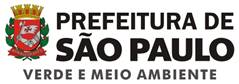 PREFEITURA DE
SÃO PAULO
VERDE E MEIO AMBIENTE